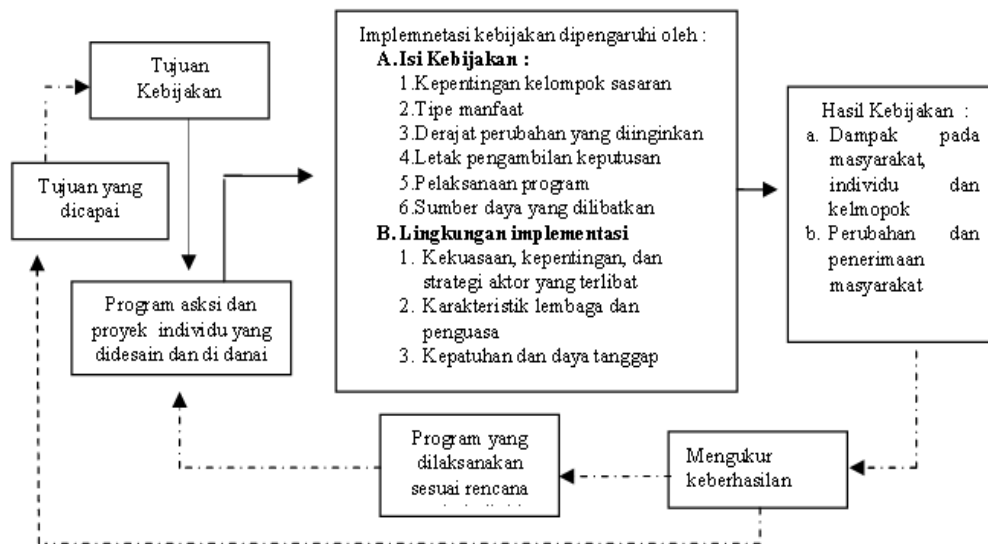 Tujuan
Kebijakan
Tujuan yang
dicapai
Program asksi dan
proyek individu yang
didesain dan di danai
Implemnetasi kebijakan dipengaruhi oleh :
A.Isi Kebijakan :
1.Kepentingan kelompok sasaran
2.Tipe manfaat
3.Derajat perubahan yang diinginkan
4.Letak pengambilan keputusan
5.Pelaksanaan program
6.Sumber daya yang dilibatkan
B. Lingkungan implementasi
1. Kekuasaan, kepentingan, dan
strategi aktor yang terlibat
2. Karakteristik lembaga dan
penguasa
3. Kepatuhan dan daya tanggap
Hasil Kebijakan :
a. Dampak pada
masyarakat,
individu dan
kelmopok
b. Perubahan dan
penerimaan
masyarakat
Program yang
dilaksanakan
sesuai rencana
Mengukur
keberhasilan